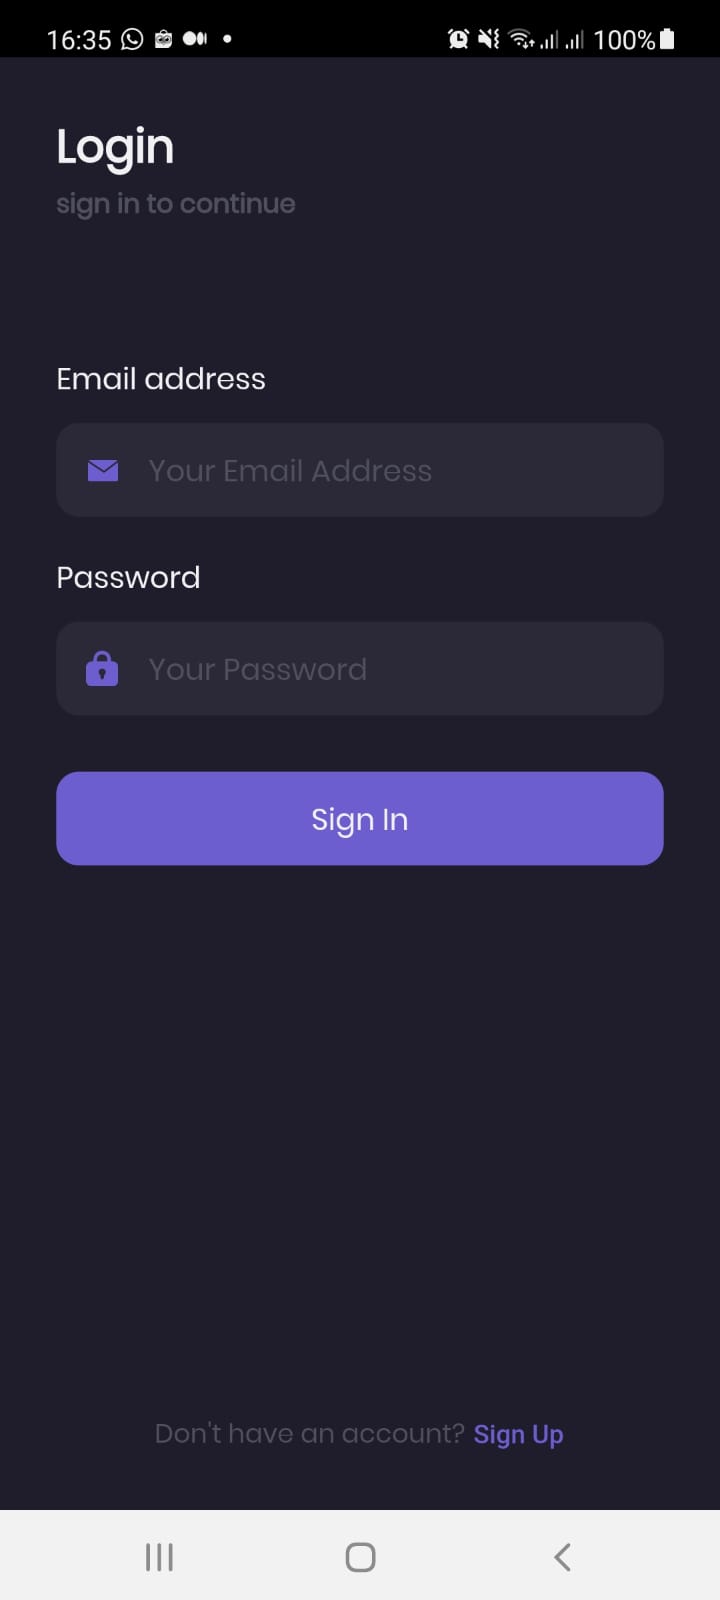 16:35 100%
Login
sign in to continue
Email address
Your Email Address
Password
Your Password
Sign In
Don't have an account? Sign Up